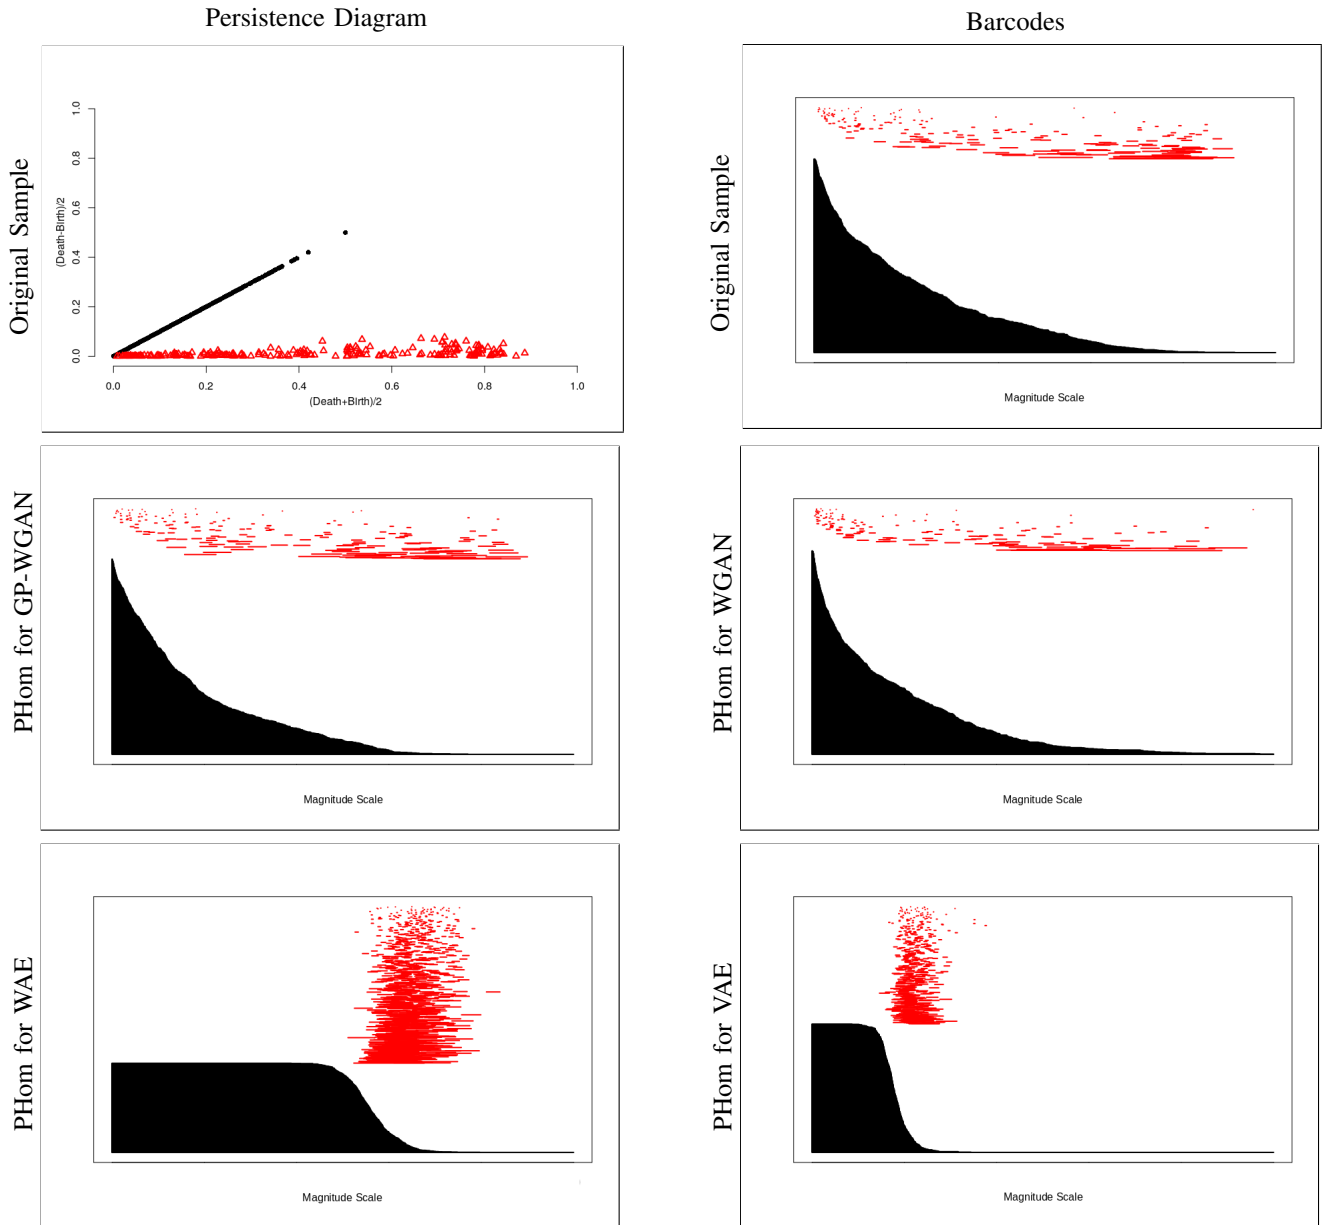 Persistence Diagram
Barcodes
Original Sample
1.0
0.8
0.6
0.4
0.2
0.0
(Death-Birth)/2
0.0 0.2 0.4 0.6 0.8 1.0
(Death+Birth)/2
Original Sample
Magnitude Scale
PHom for GP-WGAN
Magnitude Scale
PHom for WGAN
Magnitude Scale
PHom for WAE
Magnitude Scale
PHom for VAE
Magnitude Scale